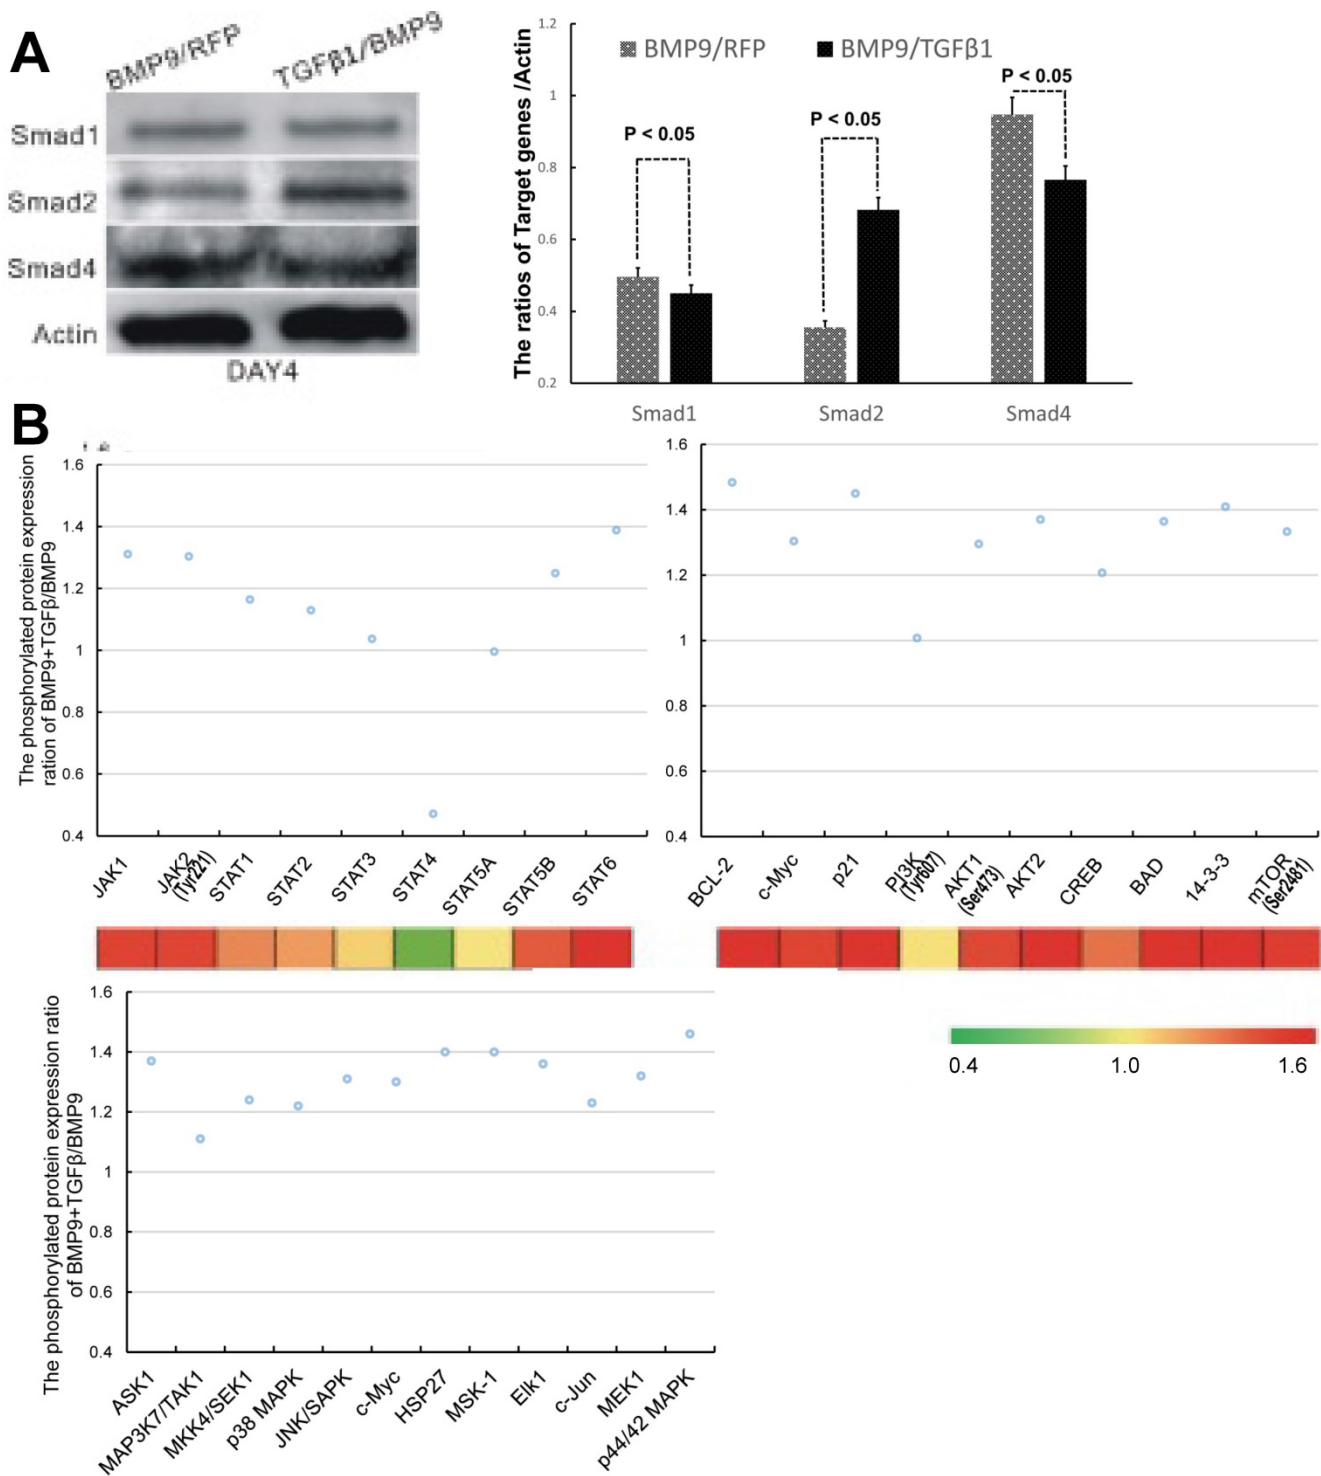 A
BMP9/RFP
TGFβ1/BMP9
Smad1
Smad2
Smad4
Actin
DAY4
The ratios of Target genes /Actin
1.2
1
0.8
0.6
0.4
0.2
BMP9/RFP
BMP9/TGFβ1
P < 0.05
P < 0.05
P < 0.05
Smad1
Smad2
Smad4
B
The phosphorylated protein expression
ration of BMP9+TGFβ/BMP9
1.6
1.4
1.2
1
0.8
0.6
0.4
JAK1
JAK2
(Tyr221)
STAT1
STAT2
STAT3
STAT4
STAT5A
STAT5B
STAT6
1.6
1.4
1.2
1
0.8
0.6
0.4
BCL-2
c-Myc
p21
PI3K
(Tyr607)
AKT1
(Ser473)
AKT2
CREB
BAD
14-3-3
mTOR
(Ser2481)
0.4
1.0
1.6
The phosphorylated protein expression ratio
of BMP9+TGFβ/BMP9
1.6
1.4
1.2
1
0.8
0.6
0.4
ASK1
MAP3K7/TAK1
MKK4/SEK1
p38 MAPK
JNK/SAPK
c-Myc
HSP27
MSK-1
Elk1
c-Jun
MEK1
p44/42 MAPK